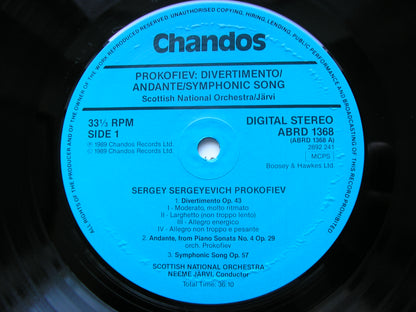 UNAUTHORISED COPYING, HIRING, LENDING, PUBLIC PERFORMANCE AND BROADCASTING OF THIS RECORD PROHIBITED
ALL RIGHTS OF THE PRODUCER AND OF THE OWNER OF THE WORK REPRODUCED RESERVED.
Chandos
PROKOFIEV: DIVERTIMENTO/
ANDANTE/SYMPHONIC SONG
Scottish National Orchestra/Järvi
33⅓ RPM
SIDE 1
℗ 1989 Chandos Records Ltd.
© 1989 Chandos Records Ltd.
DIGITAL STEREO
ABRD 1368
(ABRD 1368 A)
2892 241
MCPS
Boosey & Hawkes Ltd.
SERGEY SERGEYEVICH PROKOFIEV
1. Divertimento Op. 43
I - Moderato, molto ritmato
II - Larghetto (non troppo lento)
III - Allegro energico
IV - Allegro non troppo e pesante
2. Andante, from Piano Sonata No. 4 Op. 29
orch. Prokofiev
3. Symphonic Song Op. 57
SCOTTISH NATIONAL ORCHESTRA
NEEME JÄRVI, Conductor
Total Time: 36:10